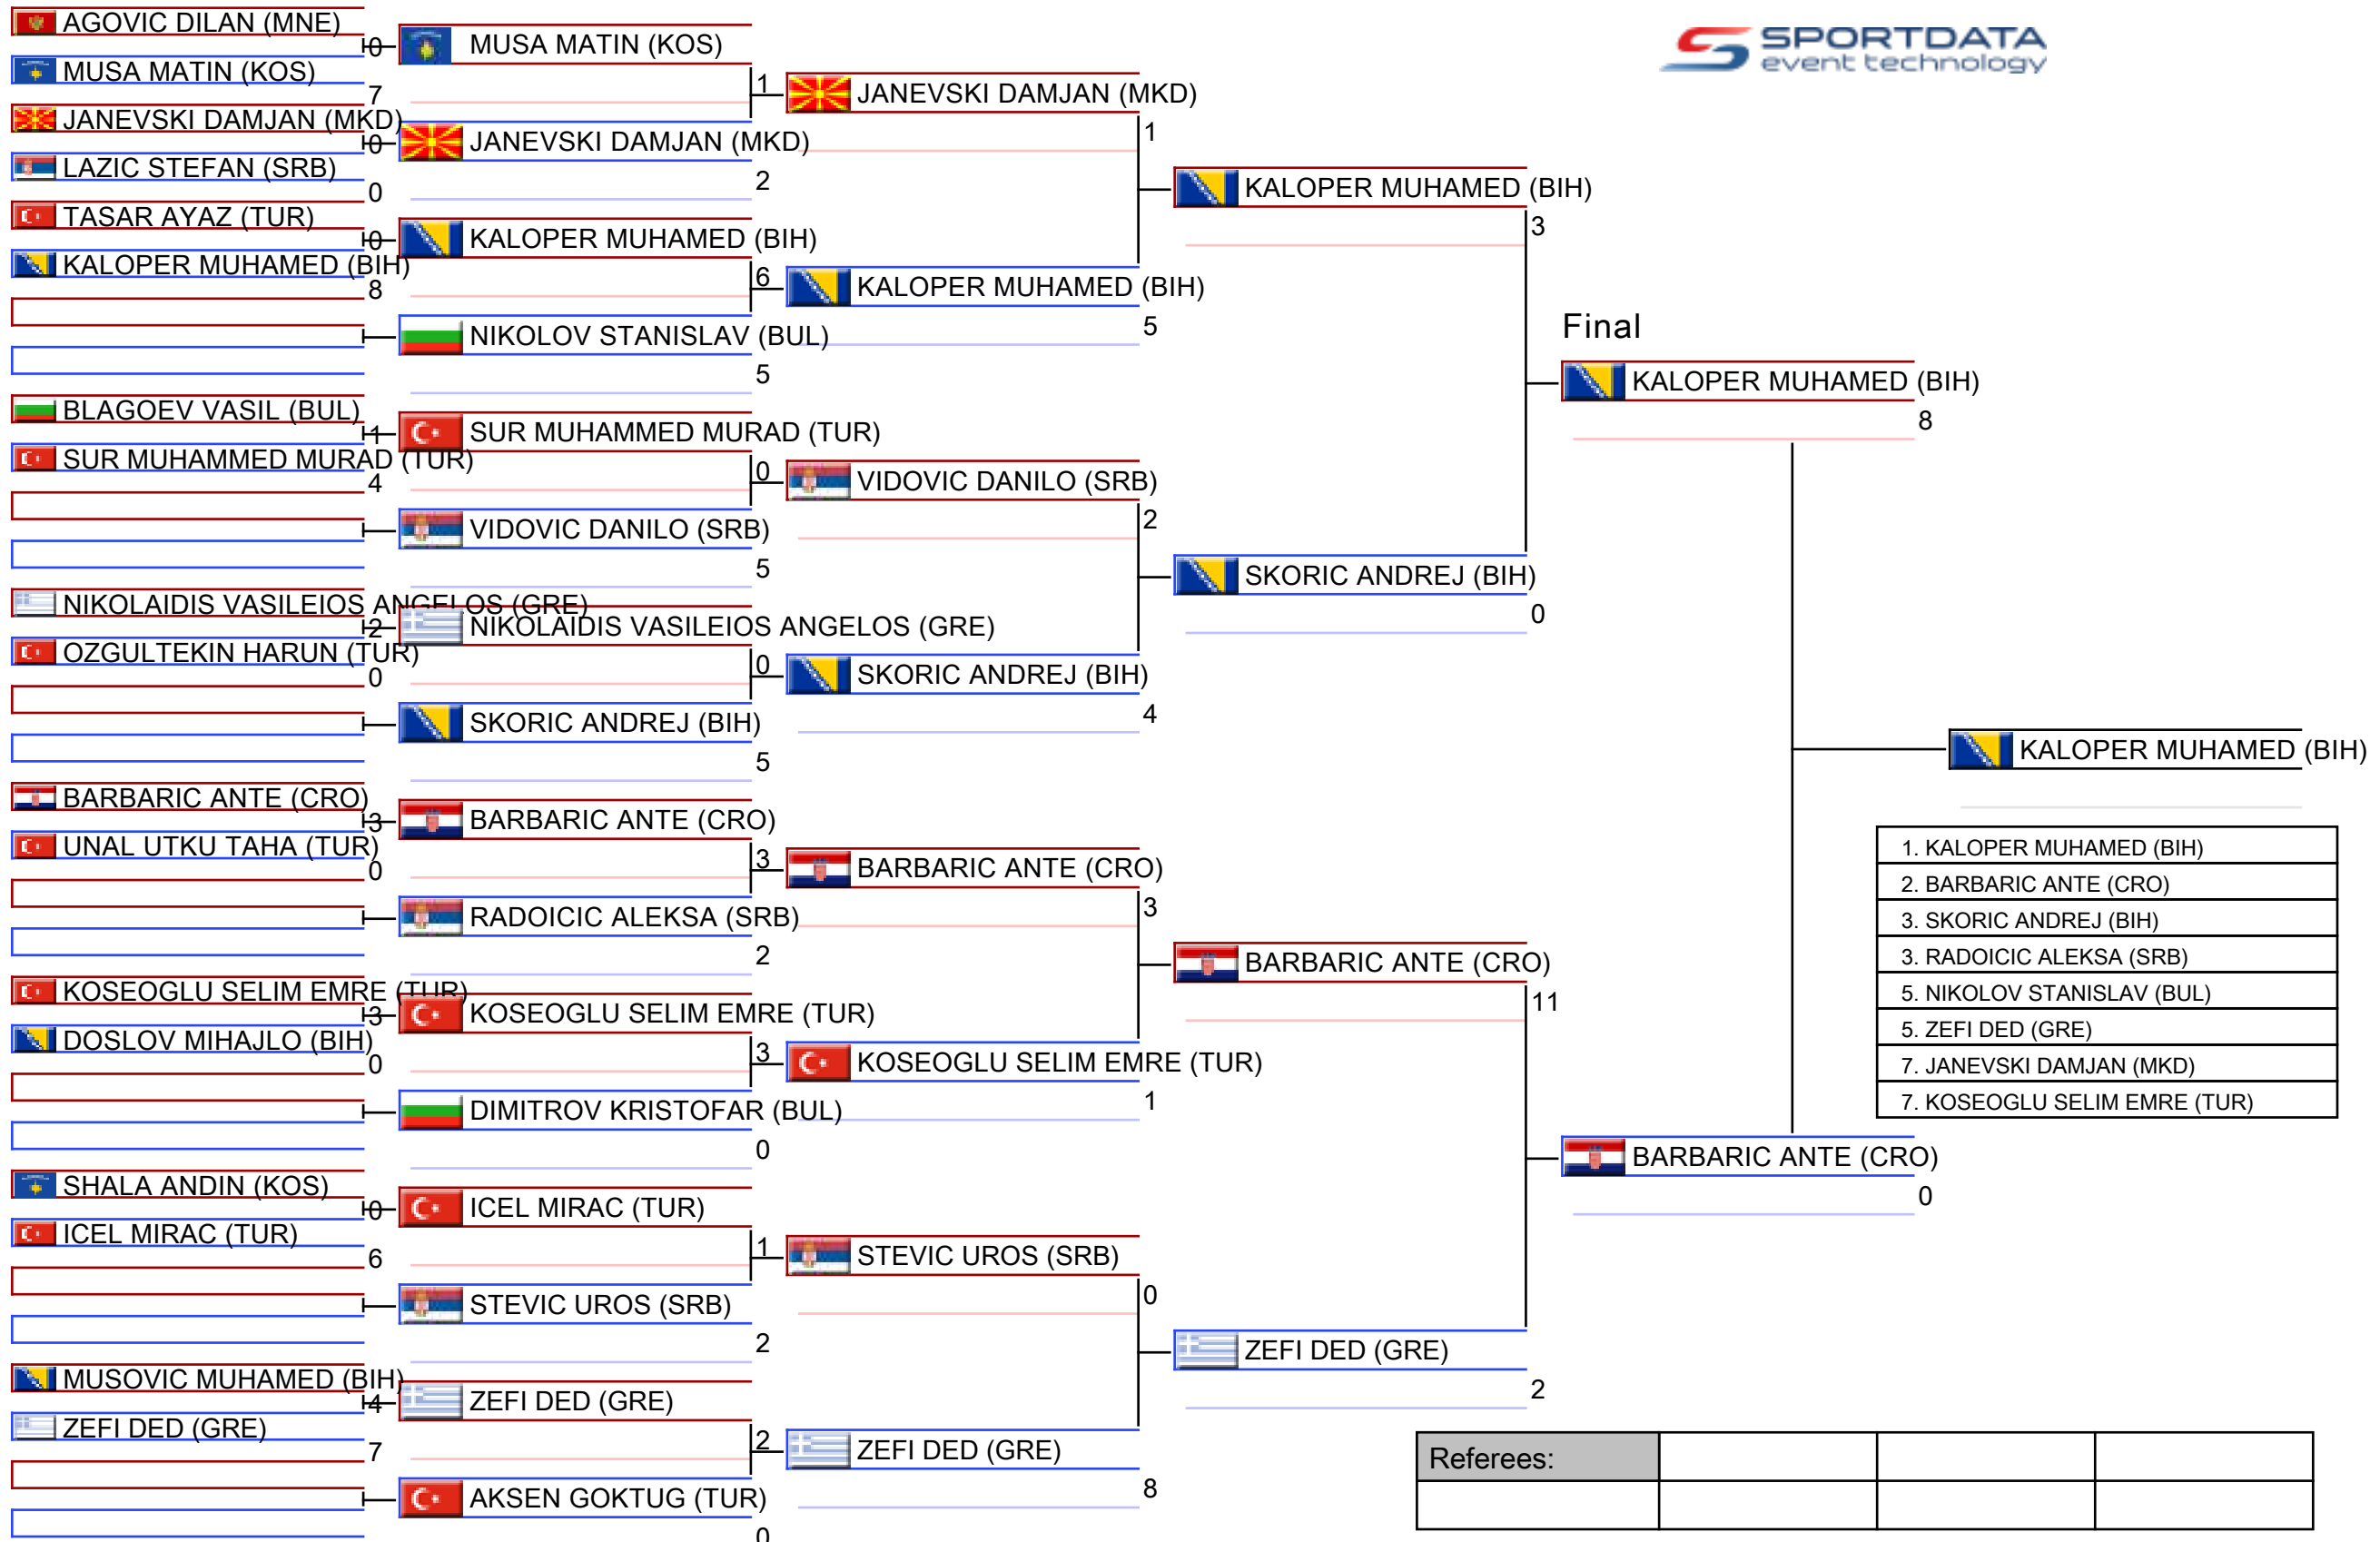 SPORTDATA
event technology
AGOVIC DILAN (MNE)
0
MUSA MATIN (KOS)
7
JANEVSKI DAMJAN (MKD)
0
LAZIC STEFAN (SRB)
0
TASAR AYAZ (TUR)
0
KALOPER MUHAMED (BIH)
8
BLAGOEV VASIL (BUL)
1
SUR MUHAMMED MURAD (TUR)
4
NIKOLAIDIS VASILEIOS ANGELOS (GRE)
2
OZGULTEKIN HARUN (TUR)
0
BARBARIC ANTE (CRO)
3
UNAL UTKU TAHA (TUR)
0
KOSEOGLU SELIM EMRE (TUR)
3
DOSLOV MIHAJLO (BIH)
0
SHALA ANDIN (KOS)
0
ICEL MIRAC (TUR)
6
MUSOVIC MUHAMED (BIH)
4
ZEFI DED (GRE)
7
MUSA MATIN (KOS)
1
JANEVSKI DAMJAN (MKD)
2
KALOPER MUHAMED (BIH)
6
NIKOLOV STANISLAV (BUL)
5
SUR MUHAMMED MURAD (TUR)
0
VIDOVIC DANILO (SRB)
5
NIKOLAIDIS VASILEIOS ANGELOS (GRE)
0
SKORIC ANDREJ (BIH)
5
BARBARIC ANTE (CRO)
3
RADOICIC ALEKSA (SRB)
2
KOSEOGLU SELIM EMRE (TUR)
3
DIMITROV KRISTOFAR (BUL)
0
ICEL MIRAC (TUR)
1
STEVIC UROS (SRB)
2
ZEFI DED (GRE)
2
AKSEN GOKTUG (TUR)
0
JANEVSKI DAMJAN (MKD)
1
KALOPER MUHAMED (BIH)
5
VIDOVIC DANILO (SRB)
2
SKORIC ANDREJ (BIH)
4
BARBARIC ANTE (CRO)
3
KOSEOGLU SELIM EMRE (TUR)
1
STEVIC UROS (SRB)
0
ZEFI DED (GRE)
8
KALOPER MUHAMED (BIH)
3
SKORIC ANDREJ (BIH)
0
BARBARIC ANTE (CRO)
11
ZEFI DED (GRE)
2
Final
KALOPER MUHAMED (BIH)
8
BARBARIC ANTE (CRO)
0
KALOPER MUHAMED (BIH)
1. KALOPER MUHAMED (BIH)
2. BARBARIC ANTE (CRO)
3. SKORIC ANDREJ (BIH)
3. RADOICIC ALEKSA (SRB)
5. NIKOLOV STANISLAV (BUL)
5. ZEFI DED (GRE)
7. JANEVSKI DAMJAN (MKD)
7. KOSEOGLU SELIM EMRE (TUR)
Referees: